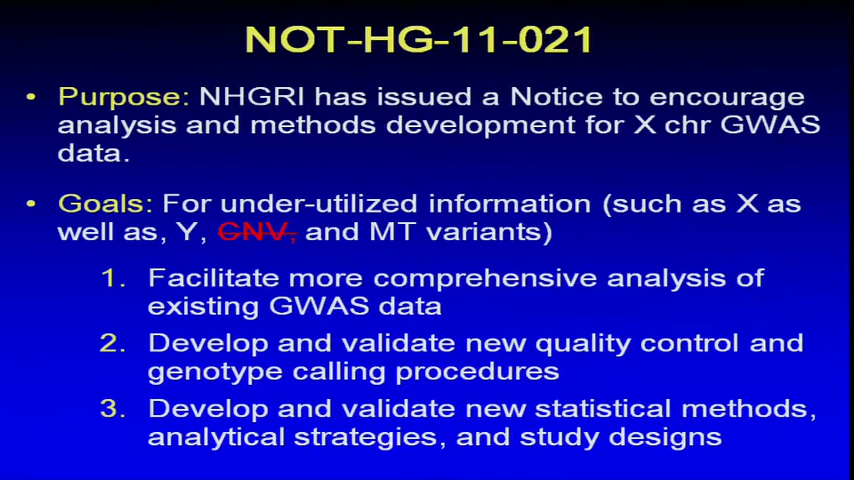 NOT-HG-11-021
• Purpose: NHGRI has issued a Notice to encourage
analysis and methods development for X chr GWAS
data.
• Goals: For under-utilized information (such as X as
well as, Y, CNV, and MT variants)
1. Facilitate more comprehensive analysis of
existing GWAS data
2. Develop and validate new quality control and
genotype calling procedures
3. Develop and validate new statistical methods,
analytical strategies, and study designs